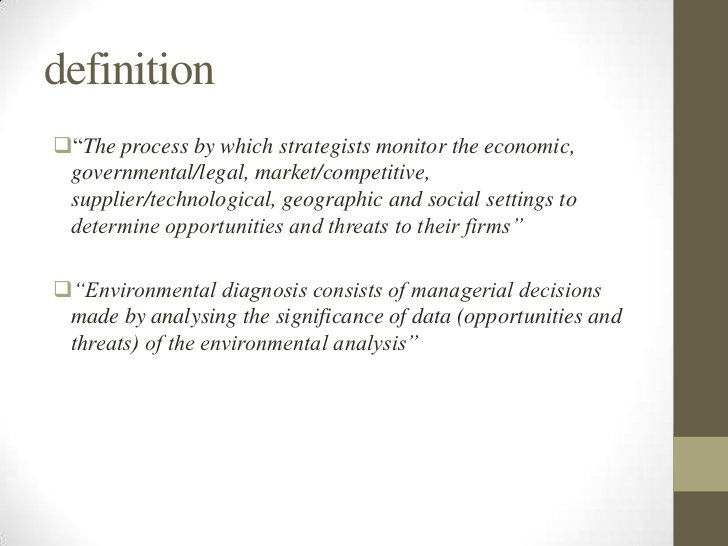 definition
“The process by which strategists monitor the economic,
governmental/legal, market/competitive,
supplier/technological, geographic and social settings to
determine opportunities and threats to their firms”
“Environmental diagnosis consists of managerial decisions
made by analysing the significance of data (opportunities and
threats) of the environmental analysis”